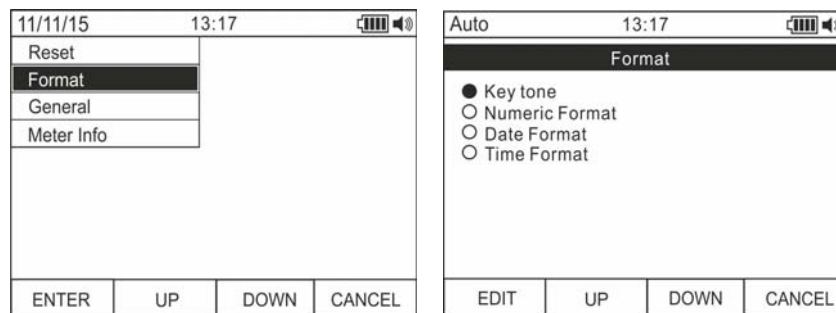 11/11/15 13:17
Reset
Format
General
Meter Info
ENTER UP DOWN CANCEL
Auto 13:17
Format
Key tone
Numeric Format
Date Format
Time Format
EDIT UP DOWN CANCEL